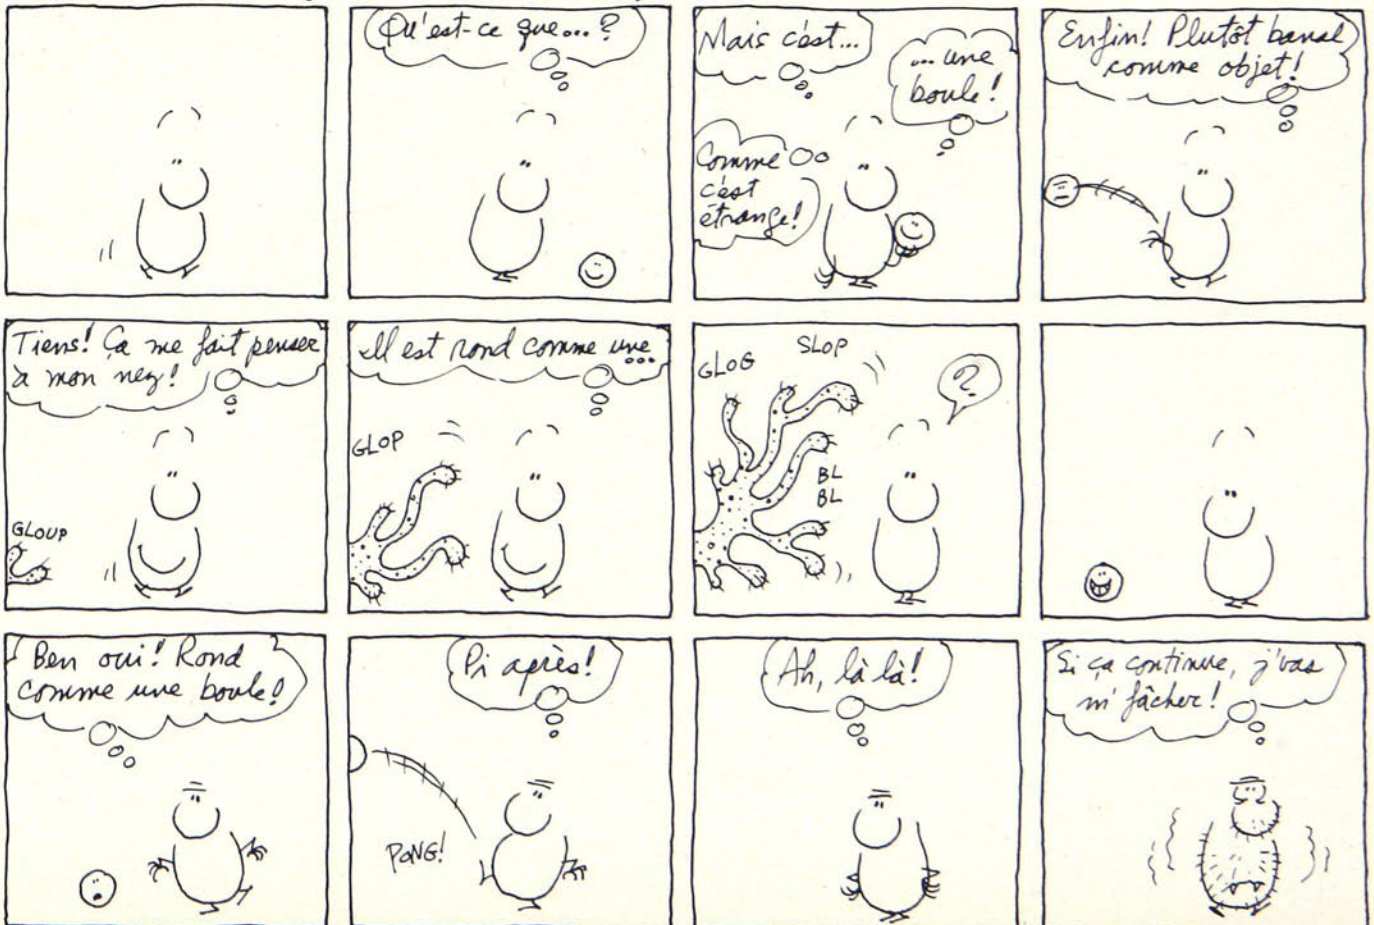 Qu'est-ce que...?
Mais c'est...
... une
boule!
Comme
c'est
étrange!
Enfin! Plutôt banal
comme objet!
Tiens! Ça me fait penser
à mon nez!
GLOUP
Il est rond comme une...
GLOP
GLOG
SLOP
?
BL
BL
Ben oui! Rond
comme une boule!
Pi après!
PONG!
Ah, là là!
Si ça continue, j'vas
m'fâcher!